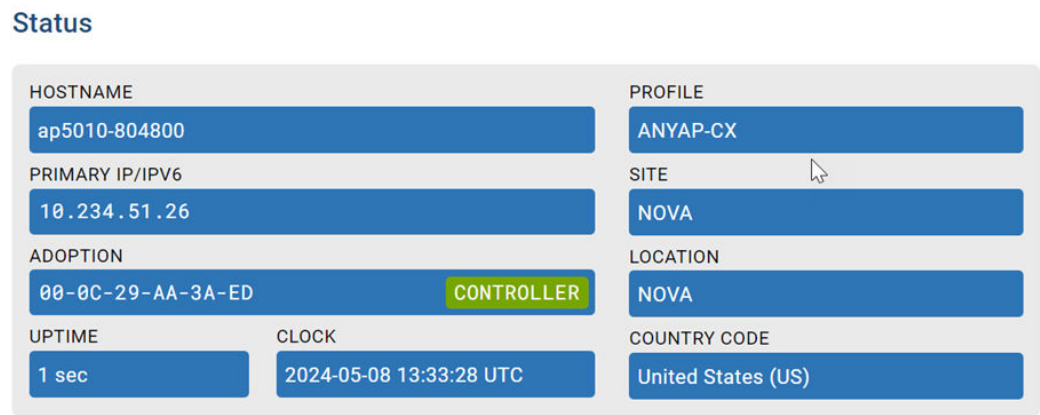 Status
HOSTNAME
ap5010-804800
PROFILE
ANYAP-CX
PRIMARY IP/IPV6
10.234.51.26
SITE
NOVA
ADOPTION
00-0C-29-AA-3A-ED CONTROLLER
LOCATION
NOVA
UPTIME
1 sec
CLOCK
2024-05-08 13:33:28 UTC
COUNTRY CODE
United States (US)